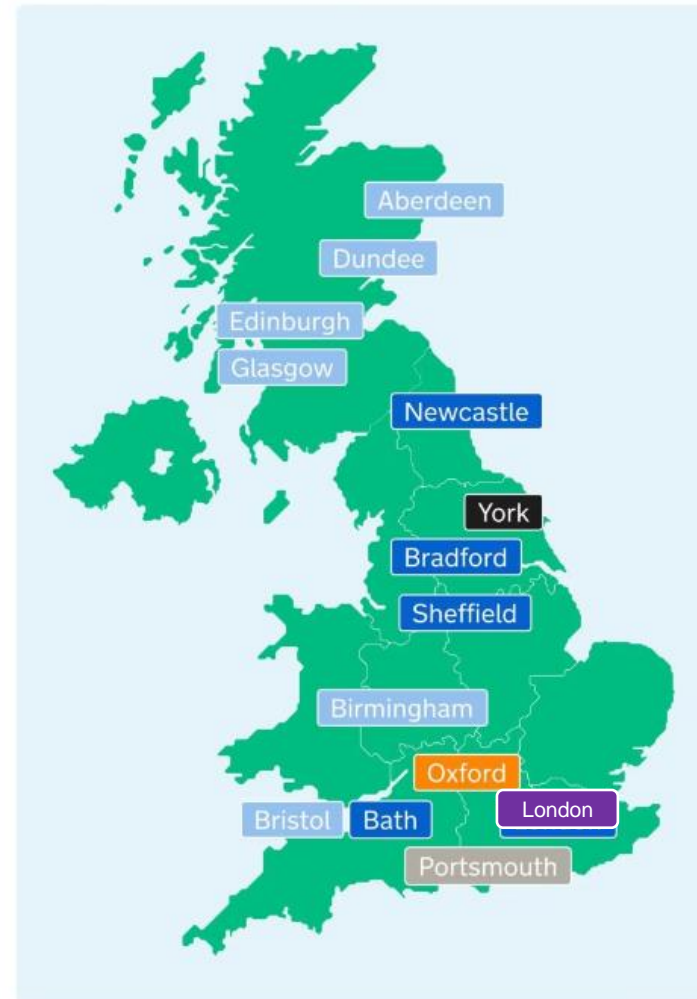 Aberdeen
Dundee
Edinburgh
Glasgow
Newcastle
York
Bradford
Sheffield
Birmingham
Oxford
London
Bristol
Bath
Portsmouth